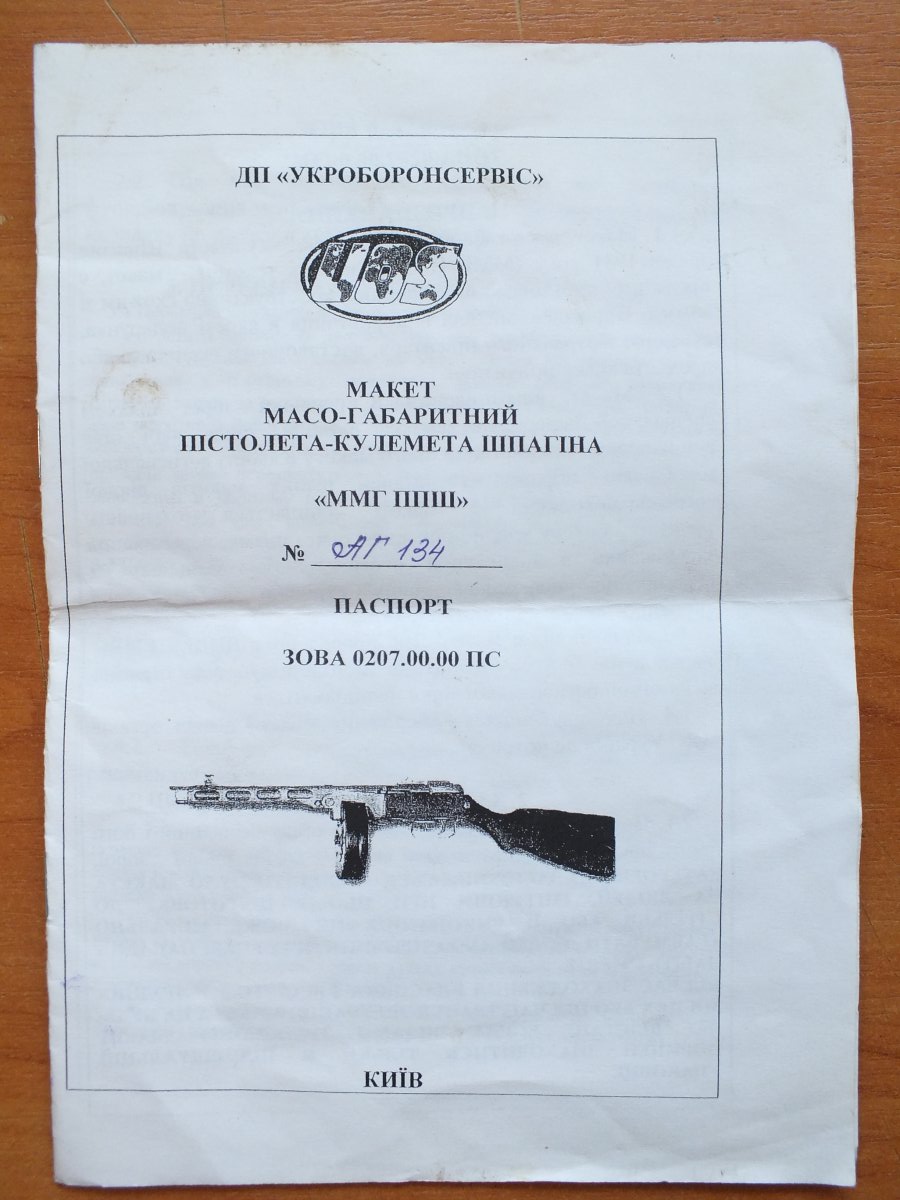 ДП «УКРОБОРОНСЕРВІС»
UOS
МАКЕТ
МАСО-ГАБАРИТНИЙ
ПІСТОЛЕТА-КУЛЕМЕТА ШПАГІНА
«ММГ ППШ»
№ АГ 134
ПАСПОРТ
ЗОВА 0207.00.00 ПС
КИЇВ